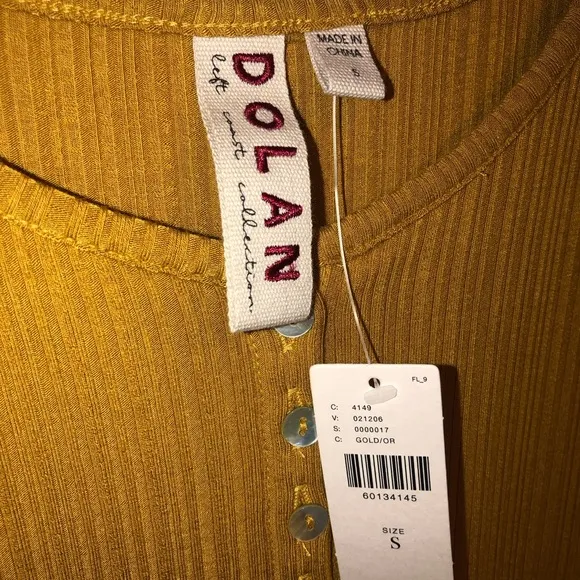 DOLAN
left coast collection
MADE IN
CHINA
S
FL_9
C: 4149
V: 021206
S: 0000017
C: GOLD/OR
60134145
SIZE
S